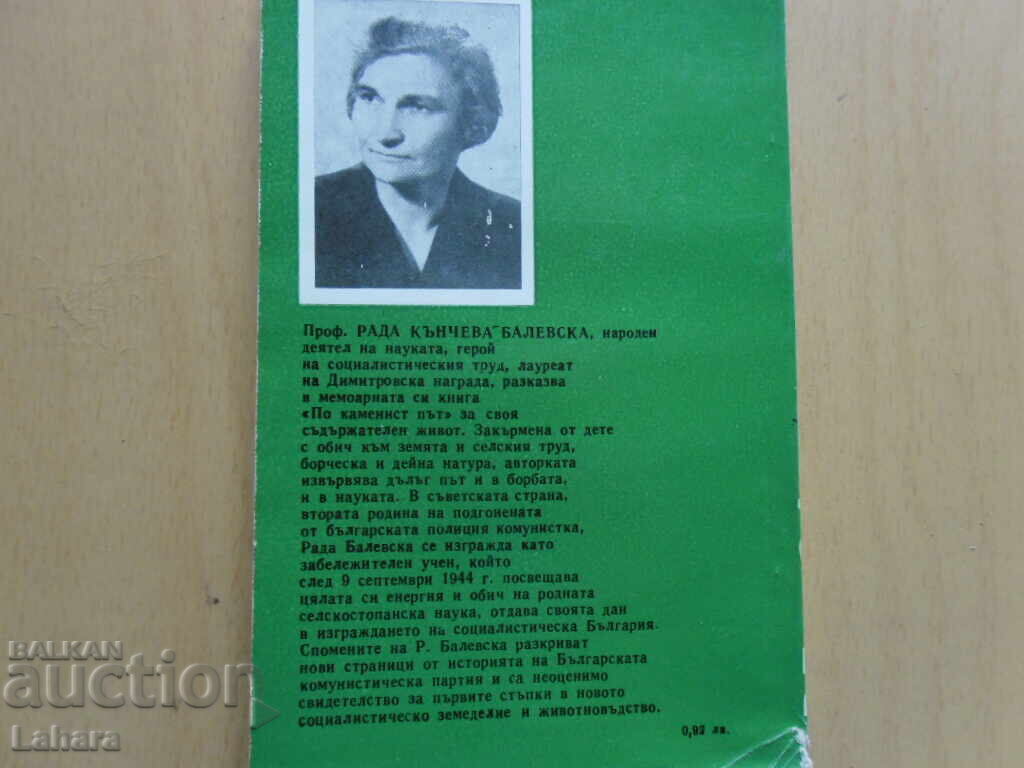 Проф. РАДА КЪНЧЕВА-БАЛЕВСКА, народен
деятел на науката, герой
на социалистическия труд, лауреат
на Димитровска награда, разказва
в мемоарната си книга
«По каменист път» за своя
съдържателен живот. Закърмена от дете
с обич към земята и селския труд,
борческа и дейна натура, авторката
извървява дълъг път и в борбата,
и в науката. В съветската страна,
втората родина на подгонената
от българската полиция комунистка,
Рада Балевска се изгражда като
забележителен учен, който
след 9 септември 1944 г. посвещава
цялата си енергия и обич на родната
селскостопанска наука, отдава своята дан
в изграждането на социалистическа България.
Спомените на Р. Балевска разкриват
нови страници от историята на Българската
комунистическа партия и са неоценимо
свидетелство за първите стъпки в новото
социалистическо земеделие и животновъдство.
0,92 лв.
BALKAN
auction
Lahara